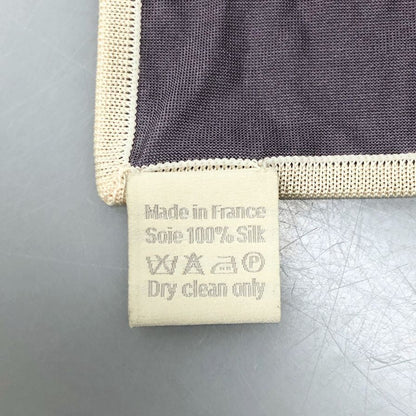 Made in France
Soie 100% Silk
Dry clean only